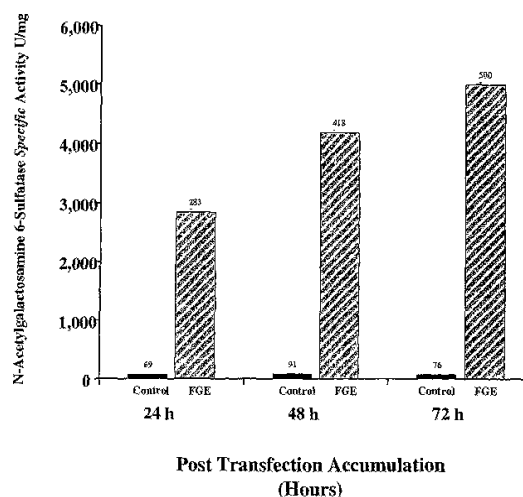 N-Acetylgalactosamine 6-Sulfatase Specific Activity U/mg
6,000
5,000
4,000
3,000
2,000
1,000
0
69
283
91
418
76
500
Control FGE Control FGE Control FGE
24 h 48 h 72 h
Post Transfection Accumulation
(Hours)